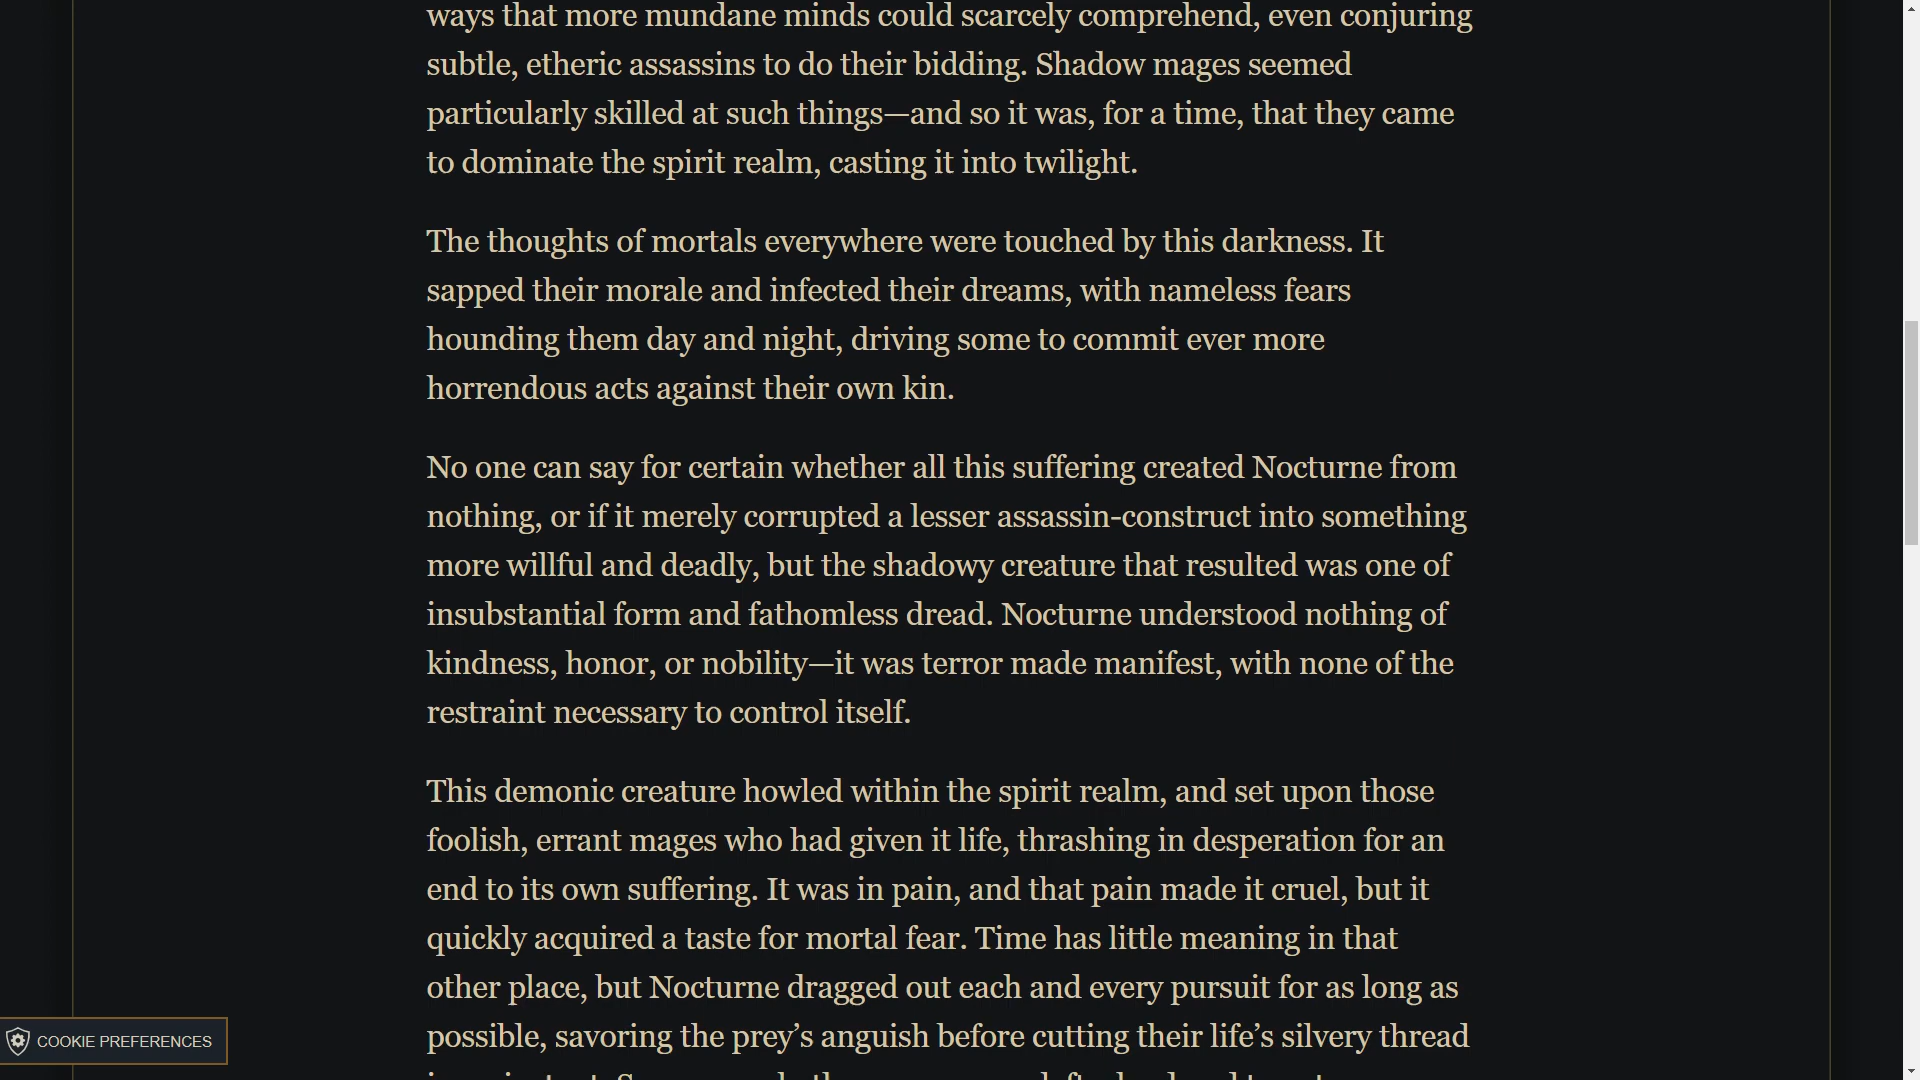 ways that more mundane minds could scarcely comprehend, even conjuring
subtle, etheric assassins to do their bidding. Shadow mages seemed
particularly skilled at such things—and so it was, for a time, that they came
to dominate the spirit realm, casting it into twilight.
The thoughts of mortals everywhere were touched by this darkness. It
sapped their morale and infected their dreams, with nameless fears
hounding them day and night, driving some to commit ever more
horrendous acts against their own kin.
No one can say for certain whether all this suffering created Nocturne from
nothing, or if it merely corrupted a lesser assassin-construct into something
more willful and deadly, but the shadowy creature that resulted was one of
insubstantial form and fathomless dread. Nocturne understood nothing of
kindness, honor, or nobility—it was terror made manifest, with none of the
restraint necessary to control itself.
This demonic creature howled within the spirit realm, and set upon those
foolish, errant mages who had given it life, thrashing in desperation for an
end to its own suffering. It was in pain, and that pain made it cruel, but it
quickly acquired a taste for mortal fear. Time has little meaning in that
other place, but Nocturne dragged out each and every pursuit for as long as
possible, savoring the prey’s anguish before cutting their life’s silvery thread
COOKIE PREFERENCES